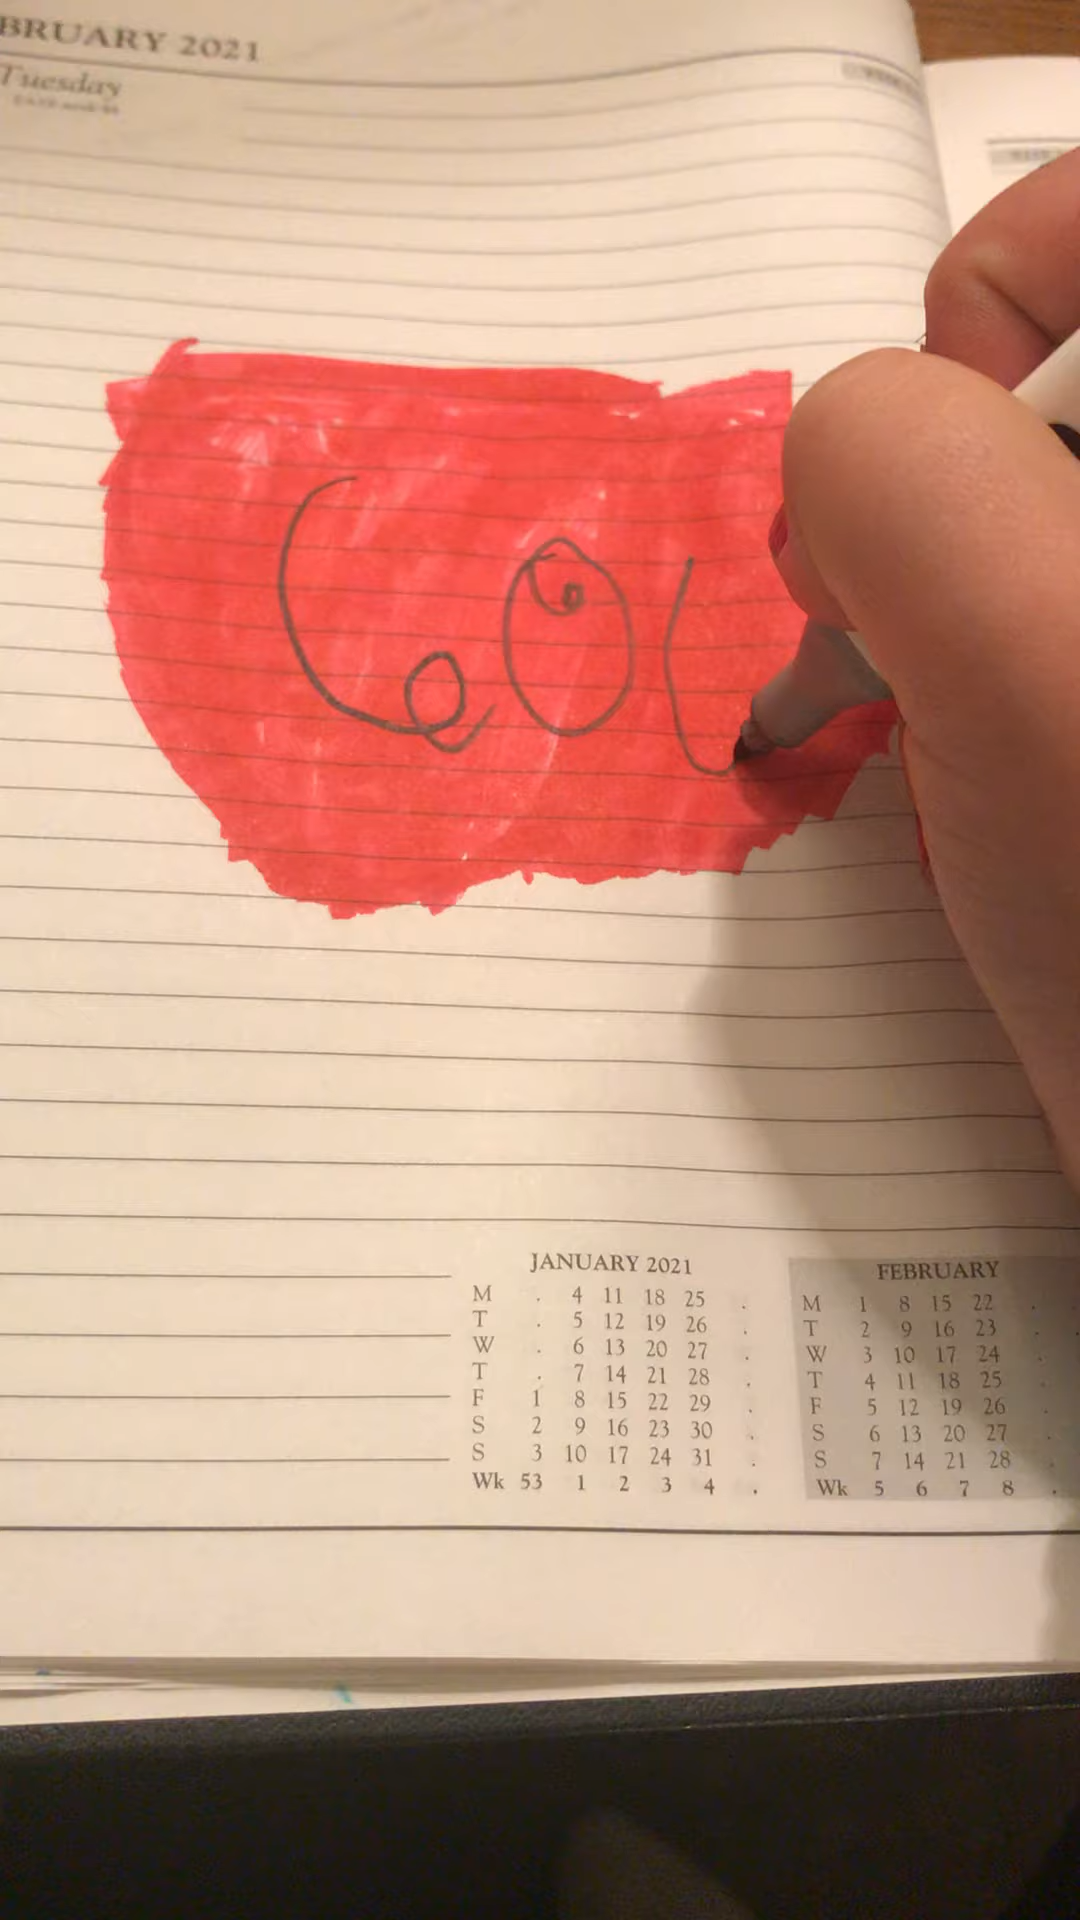 BRUARY 2021
Tuesday
COL
JANUARY 2021 FEBRUARY
M . 4 11 18 25 . M 1 8 15 22 .
T . 5 12 19 26 . T 2 9 16 23 .
W . 6 13 20 27 . W 3 10 17 24 .
T . 7 14 21 28 . T 4 11 18 25 .
F 1 8 15 22 29 . F 5 12 19 26 .
S 2 9 16 23 30 . S 6 13 20 27 .
S 3 10 17 24 31 . S 7 14 21 28 .
Wk 53 1 2 3 4 . Wk 5 6 7 8 .